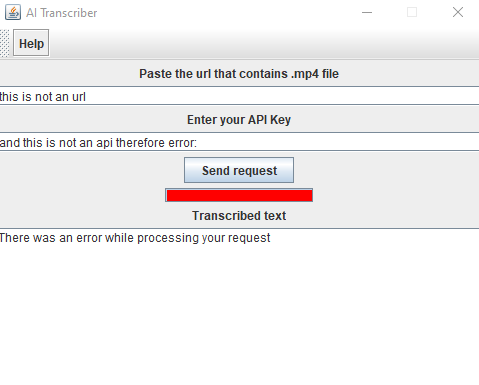 AI Transcriber
Help
Paste the url that contains .mp4 file
this is not an url
Enter your API Key
and this is not an api therefore error:
Send request
Transcribed text
There was an error while processing your request